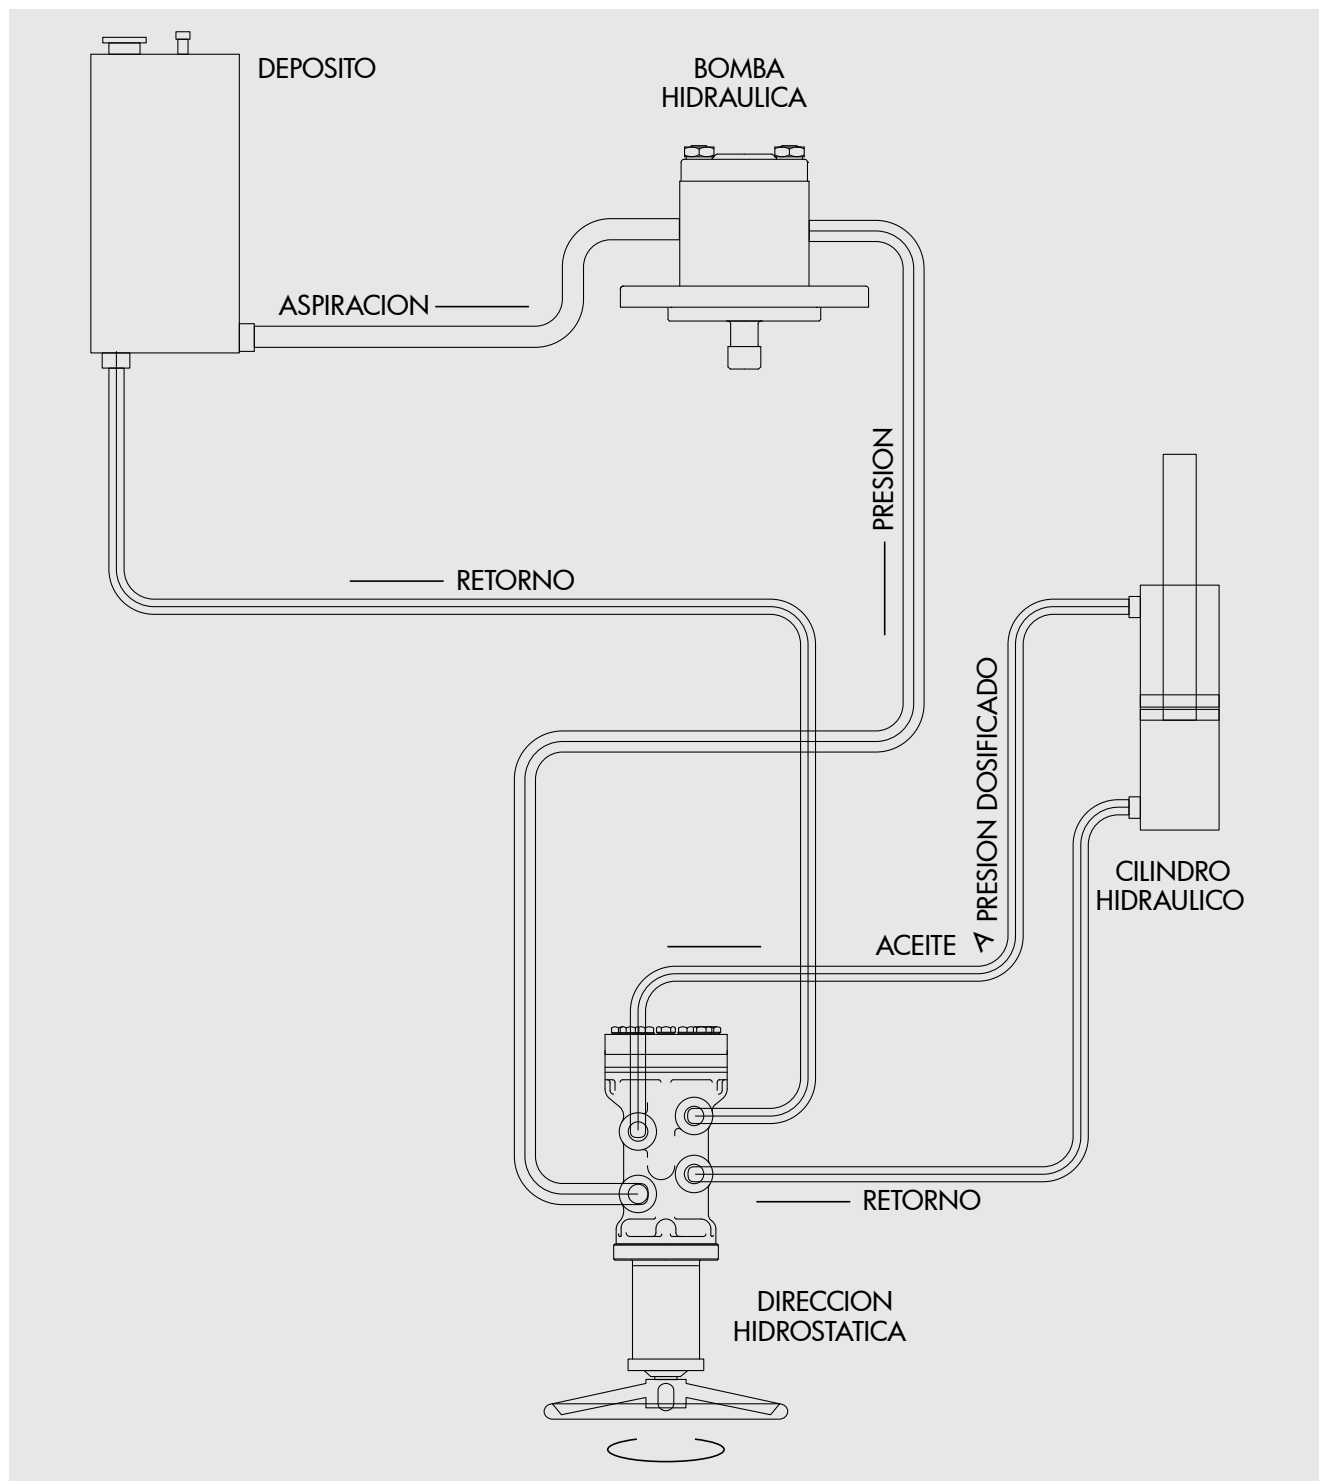 DEPOSITO
BOMBA
HIDRAULICA
ASPIRACION
PRESION
RETORNO
ACEITE A PRESION DOSIFICADO
CILINDRO
HIDRAULICO
RETORNO
DIRECCION
HIDROSTATICA